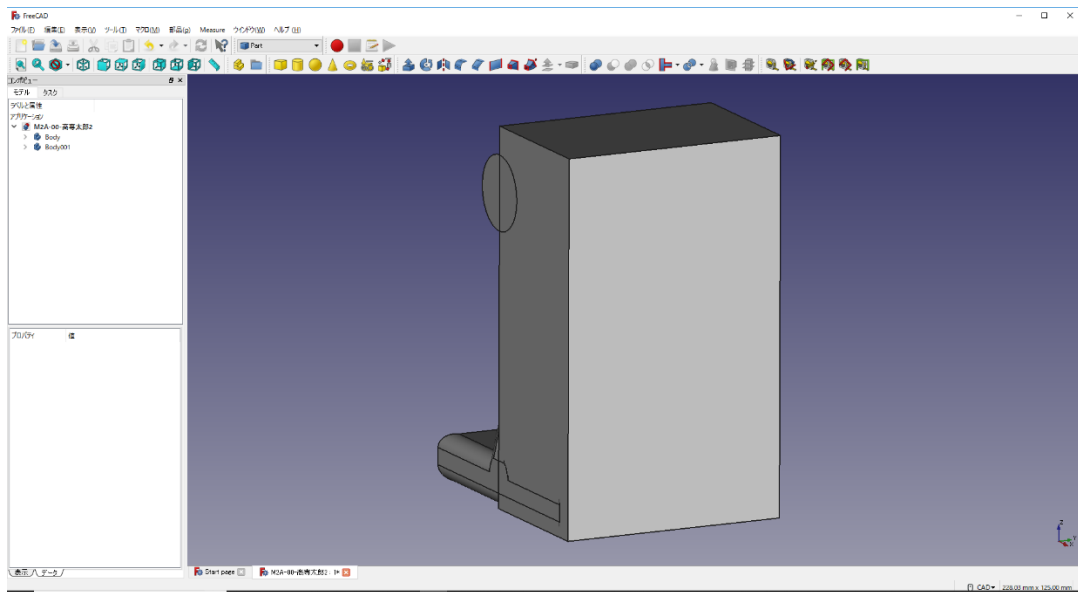 FreeCAD
ファイル(F) 編集(E) 表示(V) ツール(T) マクロ(M) 部品(p) Measure ウインドウ(W) ヘルプ(H)
Part
コンボビュー
モデル タスク
ラベルと属性
アプリケーション
M2A-00-高専太郎2
Body
Body001
プロパティ 値
Z
Y
X
表示 データ
Start page M2A-00-高専太郎2 : 1*
CAD 228.03 mm x 125.00 mm